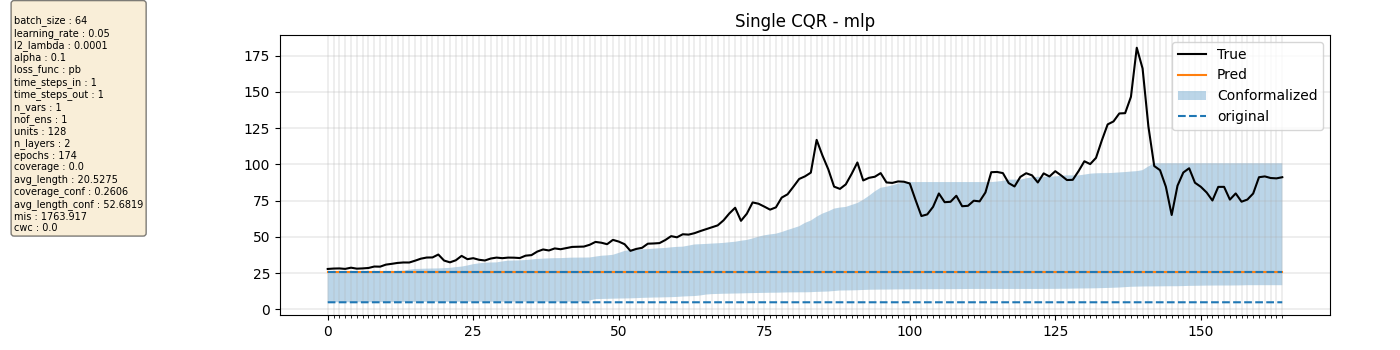 batch_size : 64
learning_rate : 0.05
l2_lambda : 0.0001
alpha : 0.1
loss_func : pb
time_steps_in : 1
time_steps_out : 1
n_vars : 1
nof_ens : 1
units : 128
n_layers : 2
epochs : 174
coverage : 0.0
avg_length : 20.5275
coverage_conf : 0.2606
avg_length_conf : 52.6819
mis : 1763.917
cwc : 0.0
Single CQR - mlp
175
150
125
100
75
50
25
0
True
Pred
Conformalized
original
0 25 50 75 100 125 150